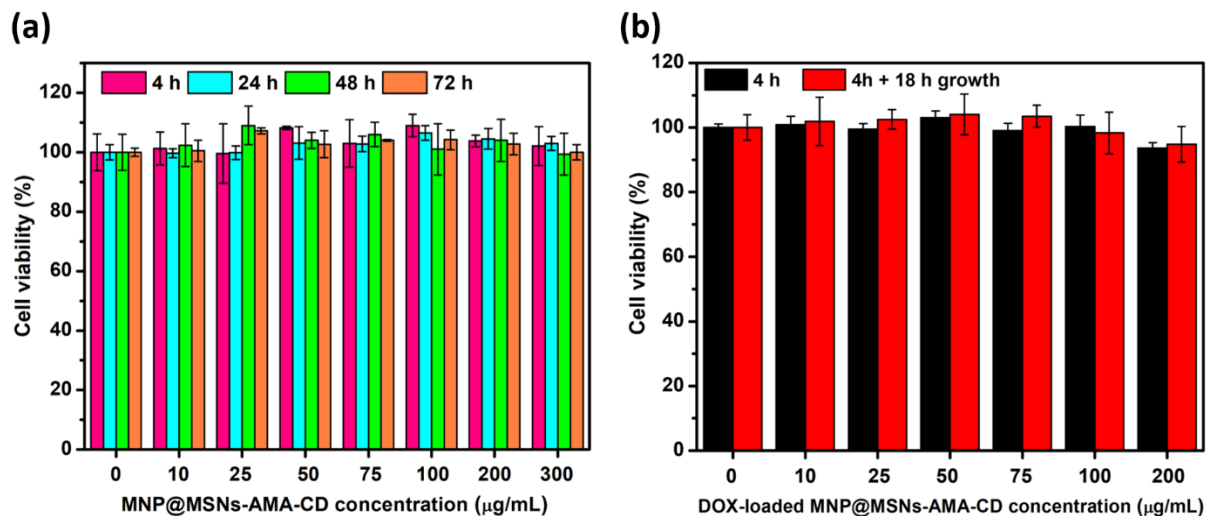 (a)
4 h 24 h 48 h 72 h
120
100
80
60
40
20
0
Cell viability (%)
0 10 25 50 75 100 200 300
MNP@MSNs-AMA-CD concentration (μg/mL)
(b)
4 h 4h + 18 h growth
120
100
80
60
40
20
0
Cell viability (%)
0 10 25 50 75 100 200
DOX-loaded MNP@MSNs-AMA-CD concentration (μg/mL)